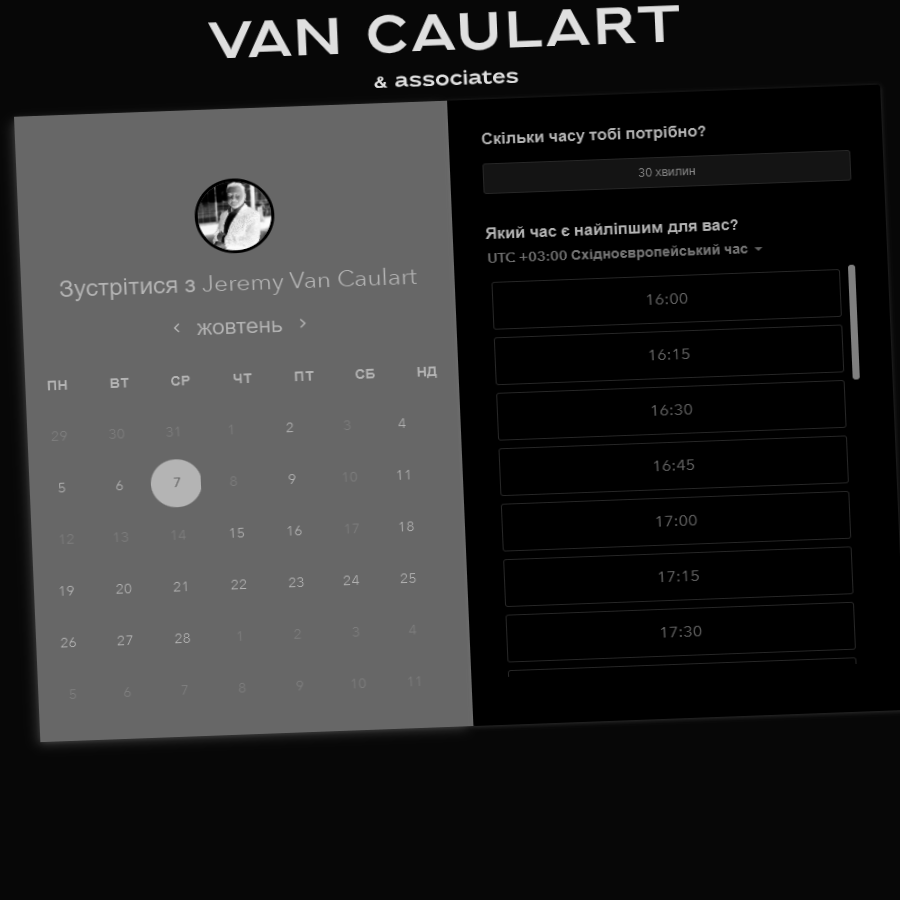 VAN CAULART
& associates
Зустрітися з Jeremy Van Caulart
< жовтень >
ПН ВТ СР ЧТ ПТ СБ НД
29 30 31 1 2 3 4
5 6 7 8 9 10 11
12 13 14 15 16 17 18
19 20 21 22 23 24 25
26 27 28 1 2 3 4
5 6 7 8 9 10 11
Скільки часу тобі потрібно?
30 хвилин
Який час є найліпшим для вас?
UTC +03:00 Східноєвропейський час
16:00
16:15
16:30
16:45
17:00
17:15
17:30